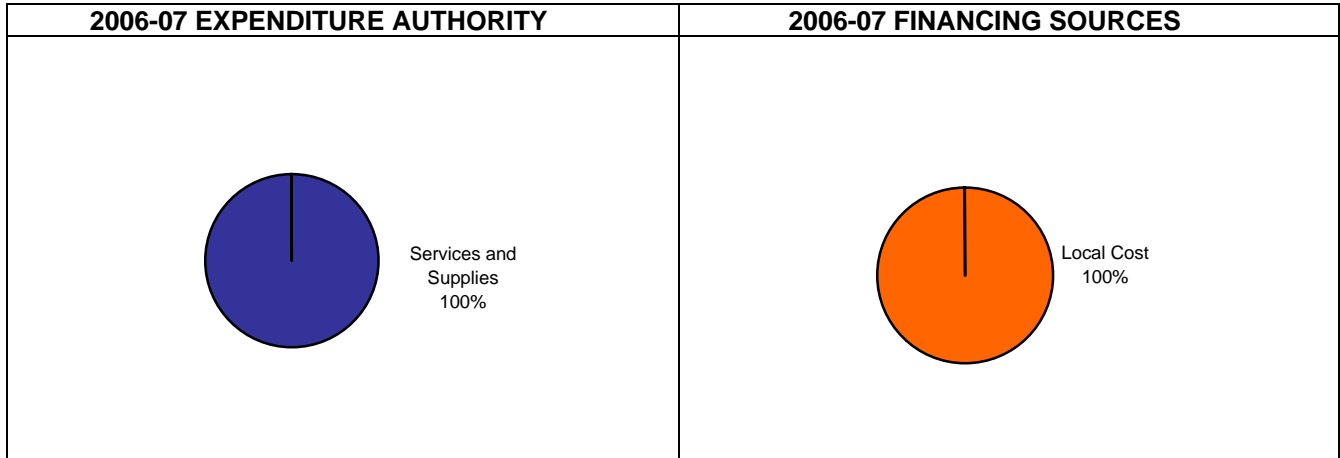 2006-07 EXPENDITURE AUTHORITY
2006-07 FINANCING SOURCES
Services and
Supplies
100%
Local Cost
100%